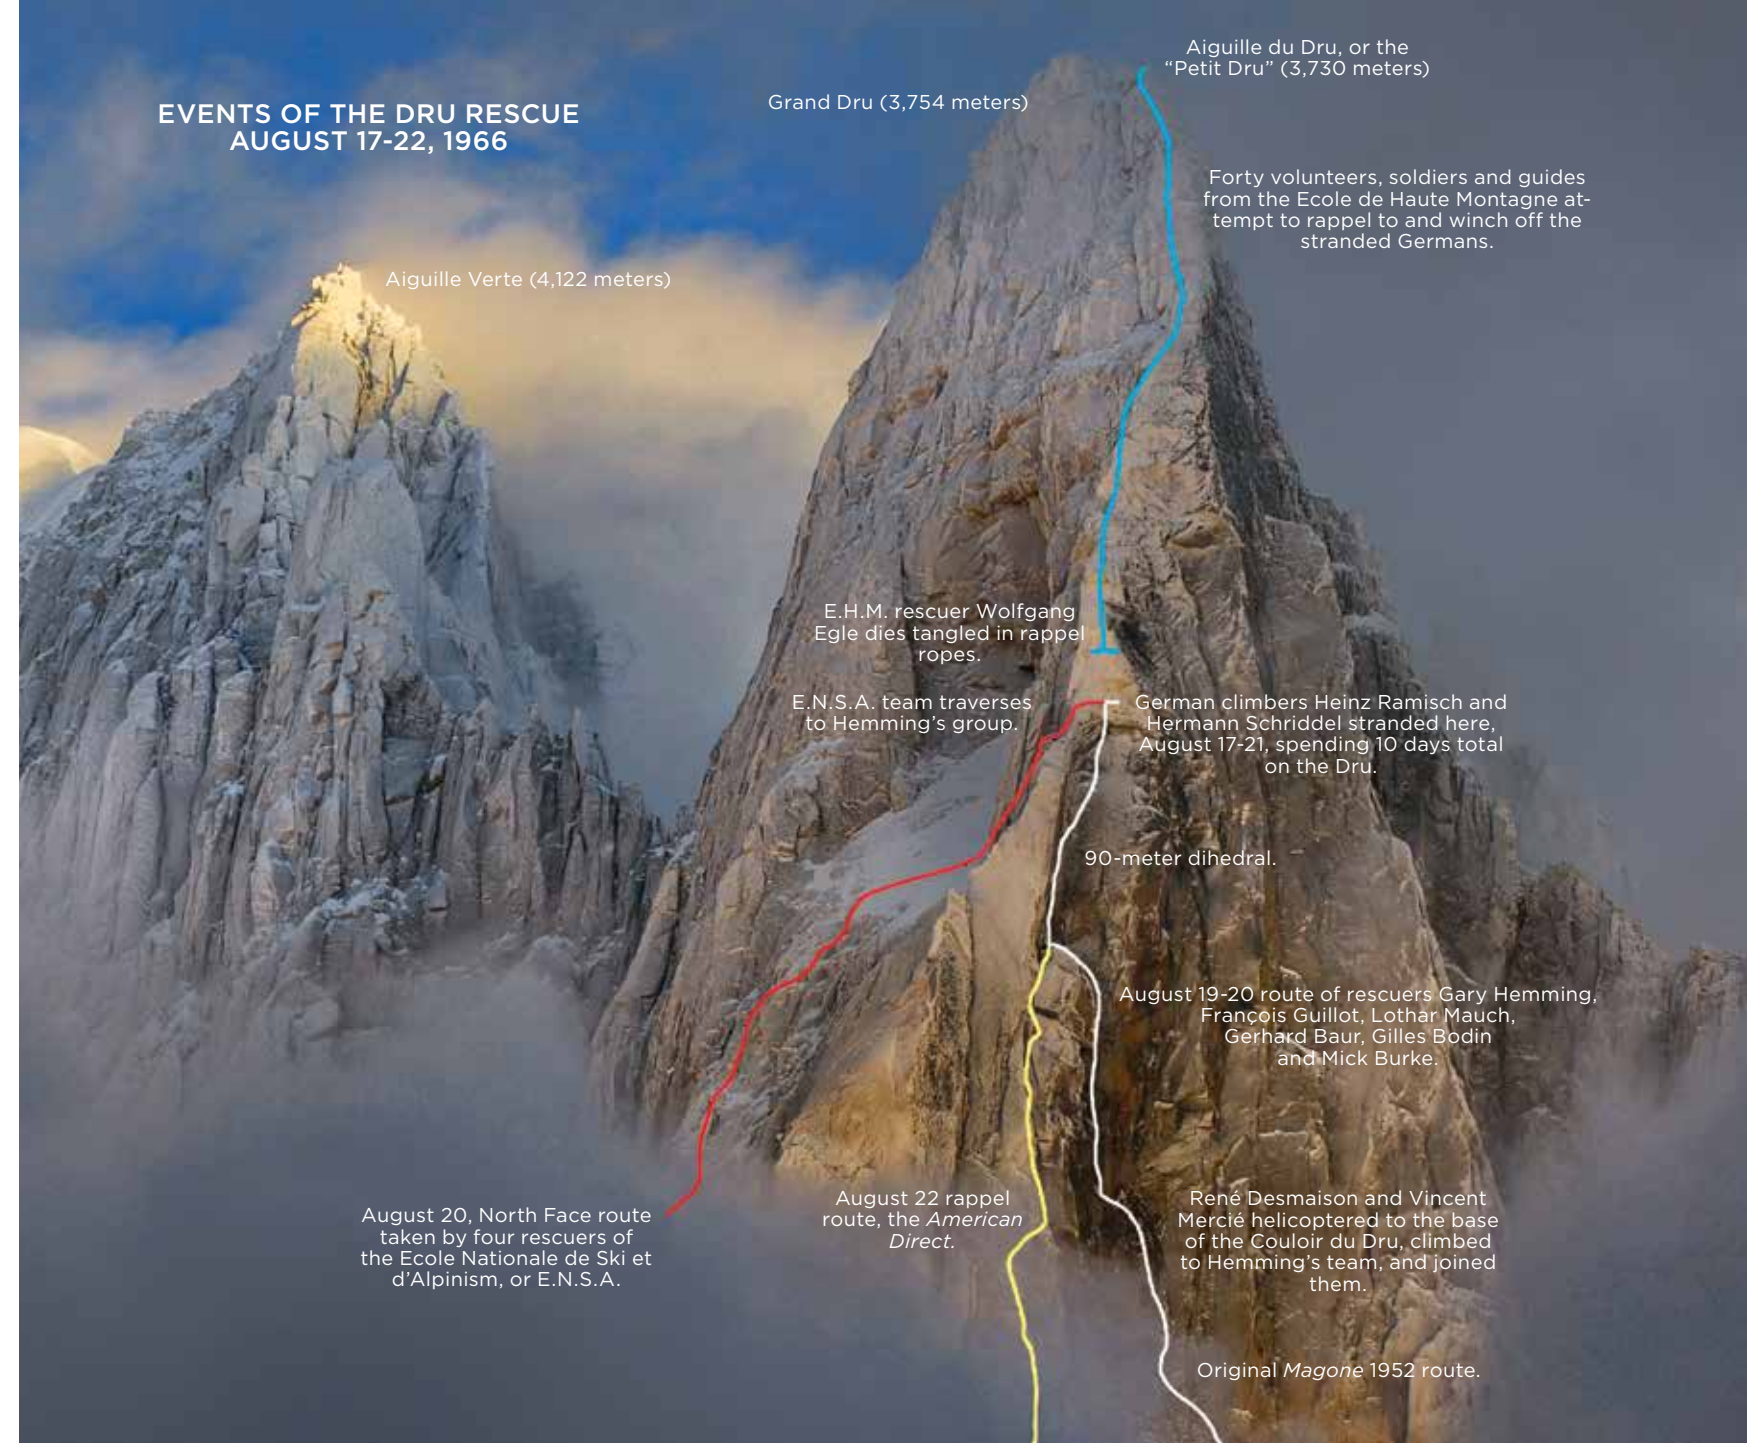 EVENTS OF THE DRU RESCUE
AUGUST 17-22, 1966
Aiguille du Dru, or the
“Petit Dru” (3,730 meters)
Grand Dru (3,754 meters)
Forty volunteers, soldiers and guides
from the Ecole de Haute Montagne at-
tempt to rappel to and winch off the
stranded Germans.
Aiguille Verte (4,122 meters)
E.H.M. rescuer Wolfgang
Egle dies tangled in rappel
ropes.
E.N.S.A. team traverses
to Hemming’s group.
German climbers Heinz Ramisch and
Hermann Schriddel stranded here,
August 17-21, spending 10 days total
on the Dru.
90-meter dihedral.
August 19-20 route of rescuers Gary Hemming,
François Guillot, Lothar Mauch,
Gerhard Baur, Gilles Bodin
and Mick Burke.
August 20, North Face route
taken by four rescuers of
the Ecole Nationale de Ski et
d’Alpinism, or E.N.S.A.
August 22 rappel
route, the American
Direct.
René Desmaison and Vincent
Mercié helicoptered to the base
of the Couloir du Dru, climbed
to Hemming’s team, and joined
them.
Original Magone 1952 route.